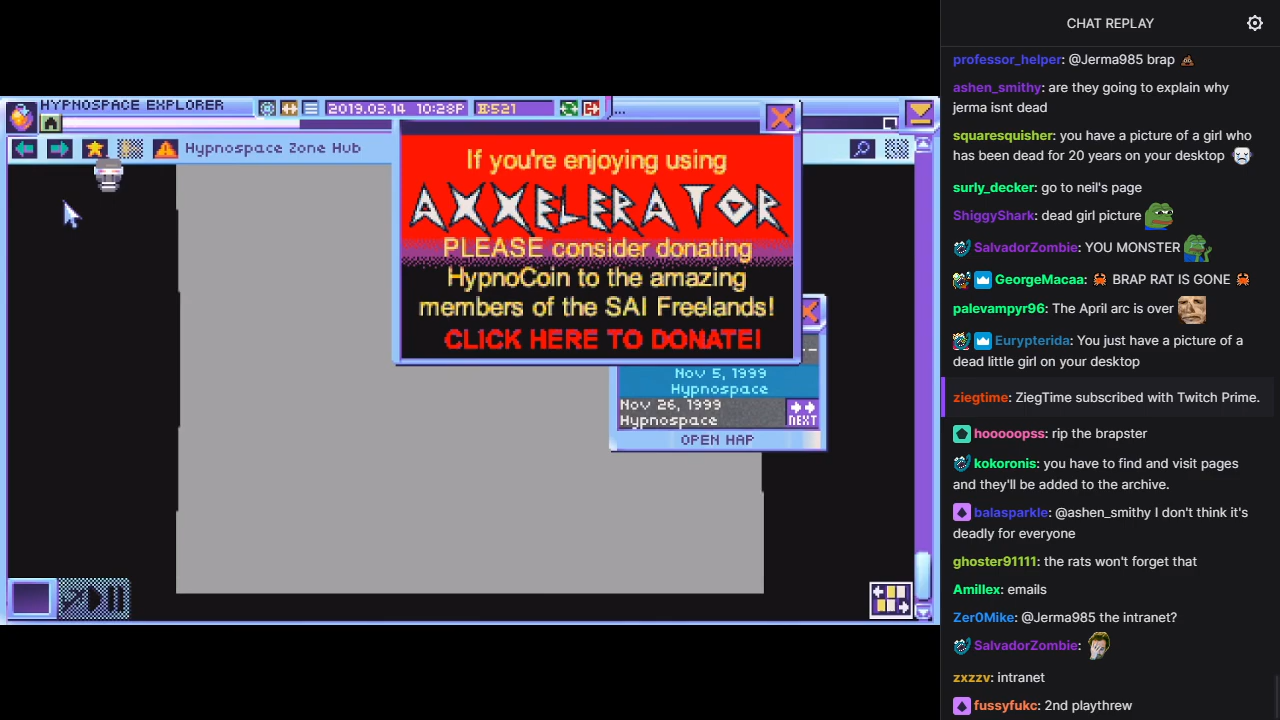 HYPNOSPACE EXPLORER
2019.03.14 10:28P
521
...
Hypnospace Zone Hub
If you're enjoying using
AXXELERATOR
PLEASE consider donating
HypnoCoin to the amazing
members of the SAI Freelands!
CLICK HERE TO DONATE!
Nov 5, 1999
Hypnospace
Nov 26, 1999
Hypnospace
NEXT
OPEN HAP
CHAT REPLAY
professor_helper: @Jerma985 brap
ashen_smithy: are they going to explain why
jerma isnt dead
squaresquisher: you have a picture of a girl who
has been dead for 20 years on your desktop
surly_decker: go to neil's page
ShiggyShark: dead girl picture
SalvadorZombie: YOU MONSTER
GeorgeMacaa: 🦀 BRAP RAT IS GONE 🦀
palevampyr96: The April arc is over
Eurypterida: You just have a picture of a
dead little girl on your desktop
ziegtime: ZiegTime subscribed with Twitch Prime.
hooooopss: rip the brapster
kokoronis: you have to find and visit pages
and they'll be added to the archive.
balasparkle: @ashen_smithy I don't think it's
deadly for everyone
ghoster91111: the rats won't forget that
Amillex: emails
Zer0Mike: @Jerma985 the intranet?
SalvadorZombie:
zxzzv: intranet
fussyfukc: 2nd playthrew